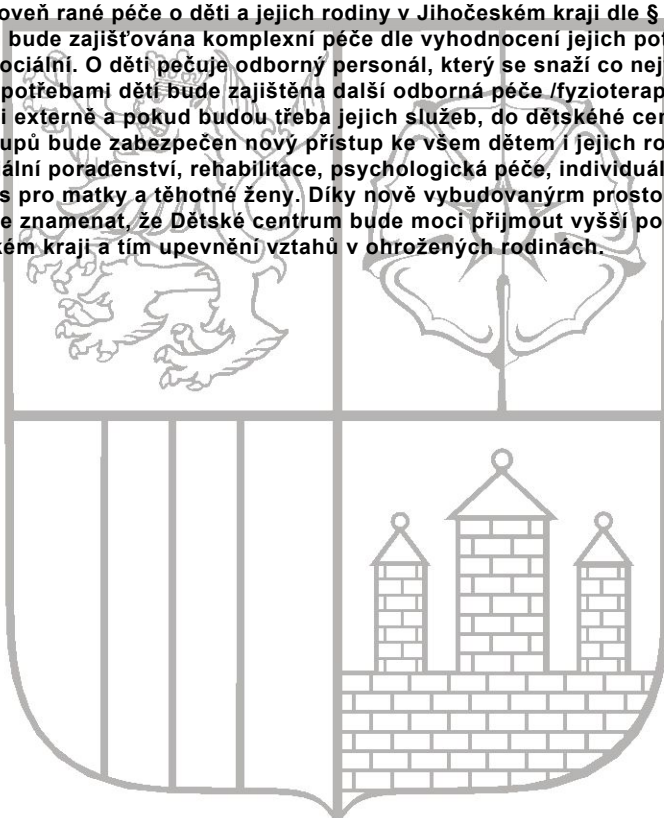 oveň rané péče o děti a jejich rodiny v Jihočeském kraji dle §
bude zajišťována komplexní péče dle vyhodnocení jejich pot
ociální. O děti pečuje odborný personál, který se snaží co nej
potřebami dětí bude zajištěna další odborná péče /fyzioterap
i externě a pokud budou třeba jejich služeb, do dětskéhé cen
upů bude zabezpečen nový přístup ke všem dětem i jejich ro
iální poradenství, rehabilitace, psychologická péče, individuál
s pro matky a těhotné ženy. Díky nově vybudovanýrm prosto
e znamenat, že Dětské centrum bude moci přijmout vyšší po
kém kraji a tím upevnění vztahů v ohrožených rodinách.